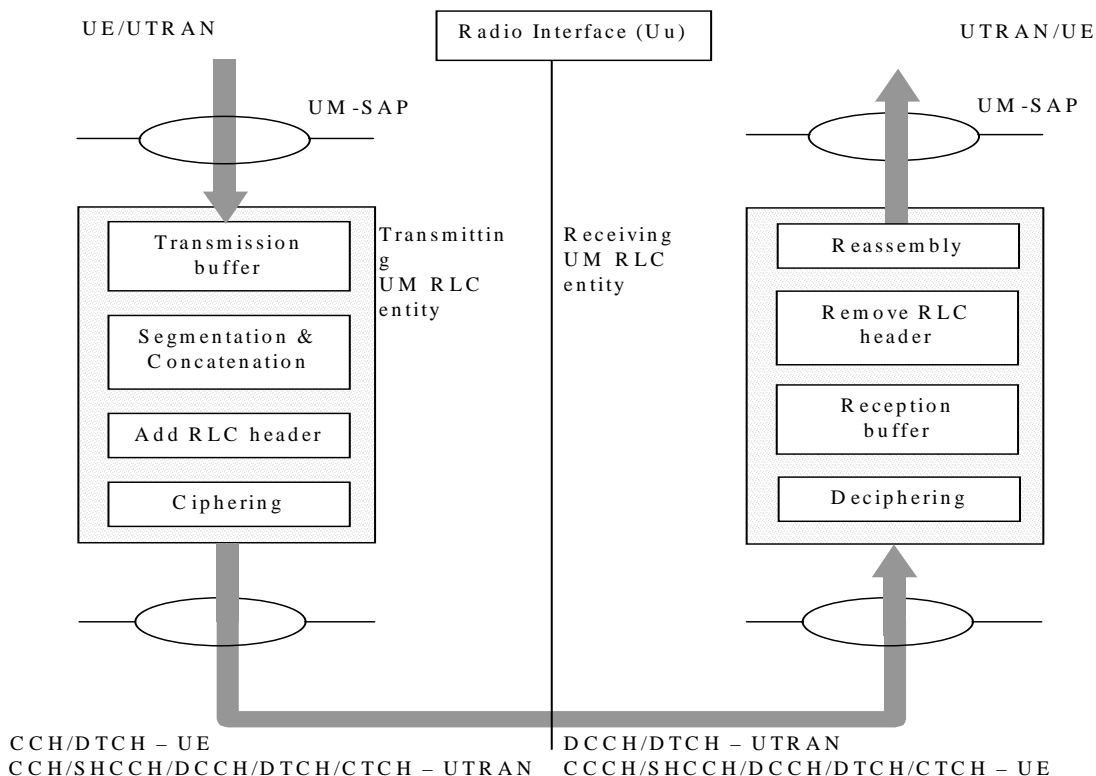 UE/UTRAN
Radio Interface (Uu)
UTRAN/UE
UM-SAP
UM-SAP
Transmission
buffer
Transmittin
g
UM RLC
entity
Segmentation &
Concatenation
Add RLC header
Ciphering
Receiving
UM RLC
entity
Reassembly
Remove RLC
header
Reception
buffer
Deciphering
CCH/DTCH – UE
CCH/SHCCH/DCCH/DTCH/CTCH – UTRAN
DCCH/DTCH – UTRAN
CCCH/SHCCH/DCCH/DTCH/CTCH – UE